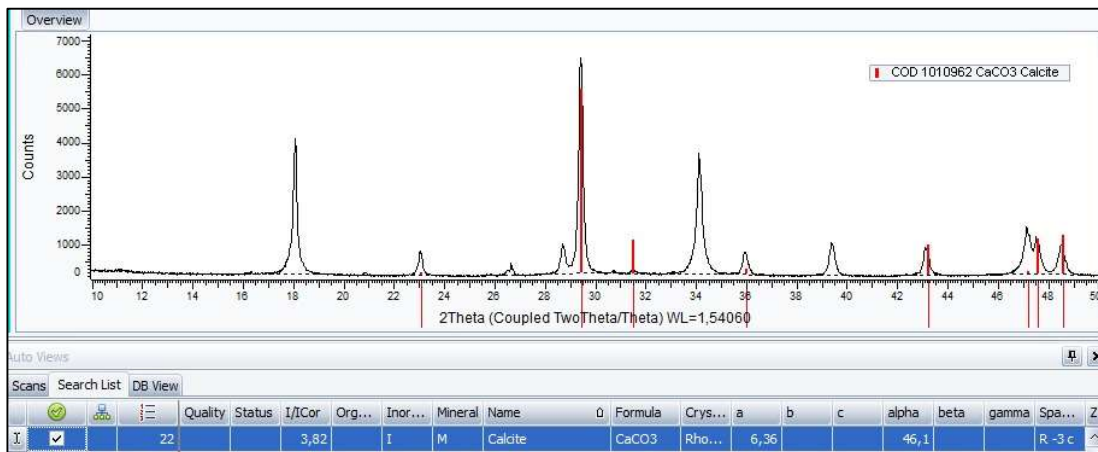 Overview
7000
6000
5000
4000
3000
2000
1000
0
Counts
COD 1010962 CaCO3 Calcite
10 12 14 16 18 20 22 24 26 28 30 32 34 36 38 40 42 44 46 48 50
2Theta (Coupled TwoTheta/Theta) WL=1,54060
Auto Views
Scans Search List DB View
Quality Status I/ICor Org... Inor... Mineral Name Formula Crys... a b c alpha beta gamma Spa... Z
22 3,82 I M Calcite CaCO3 Rho... 6,36 46,1 R -3 c